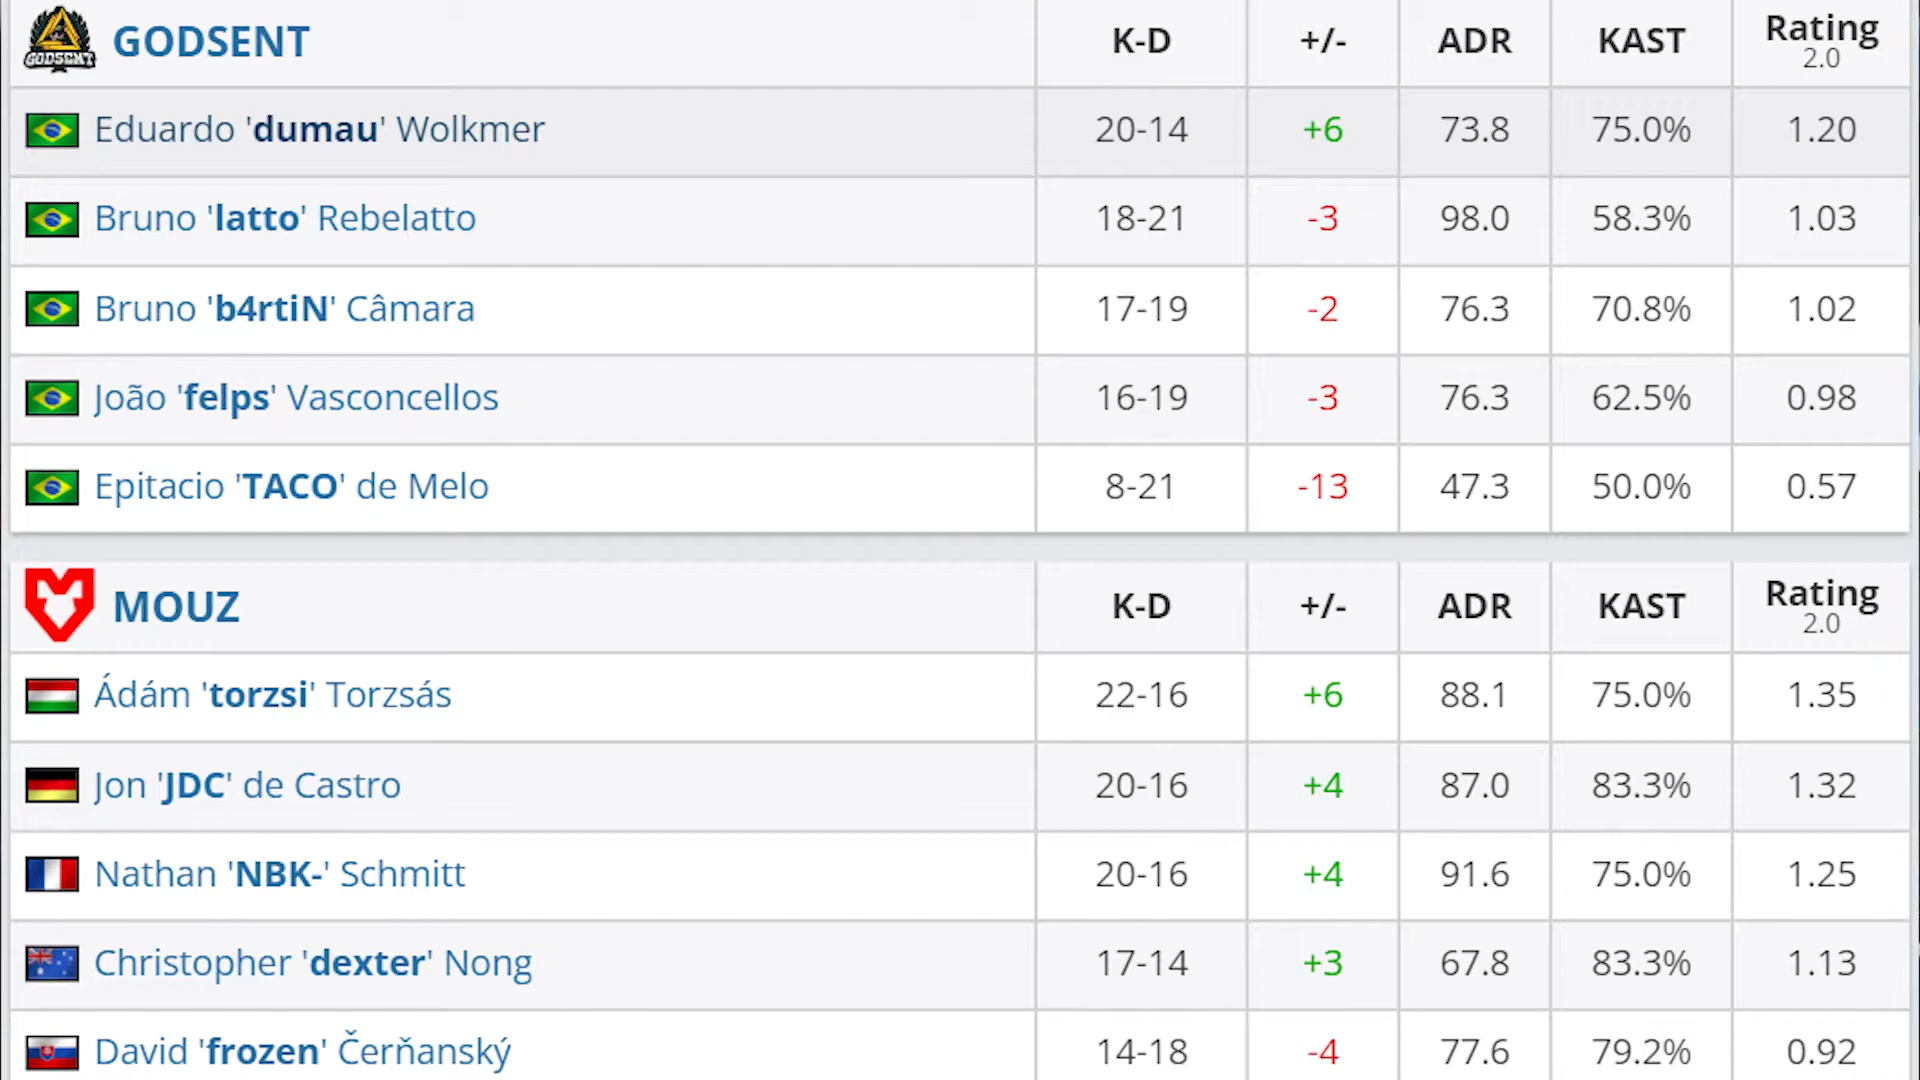 GODSENT GODSENT K-D +/- ADR KAST Rating 2.0
Eduardo 'dumau' Wolkmer 20-14 +6 73.8 75.0% 1.20
Bruno 'latto' Rebelatto 18-21 -3 98.0 58.3% 1.03
Bruno 'b4rtiN' Câmara 17-19 -2 76.3 70.8% 1.02
João 'felps' Vasconcellos 16-19 -3 76.3 62.5% 0.98
Epitacio 'TACO' de Melo 8-21 -13 47.3 50.0% 0.57
MOUZ K-D +/- ADR KAST Rating 2.0
Ádám 'torzsi' Torzsás 22-16 +6 88.1 75.0% 1.35
Jon 'JDC' de Castro 20-16 +4 87.0 83.3% 1.32
Nathan 'NBK-' Schmitt 20-16 +4 91.6 75.0% 1.25
Christopher 'dexter' Nong 17-14 +3 67.8 83.3% 1.13
David 'frozen' Čerňanský 14-18 -4 77.6 79.2% 0.92